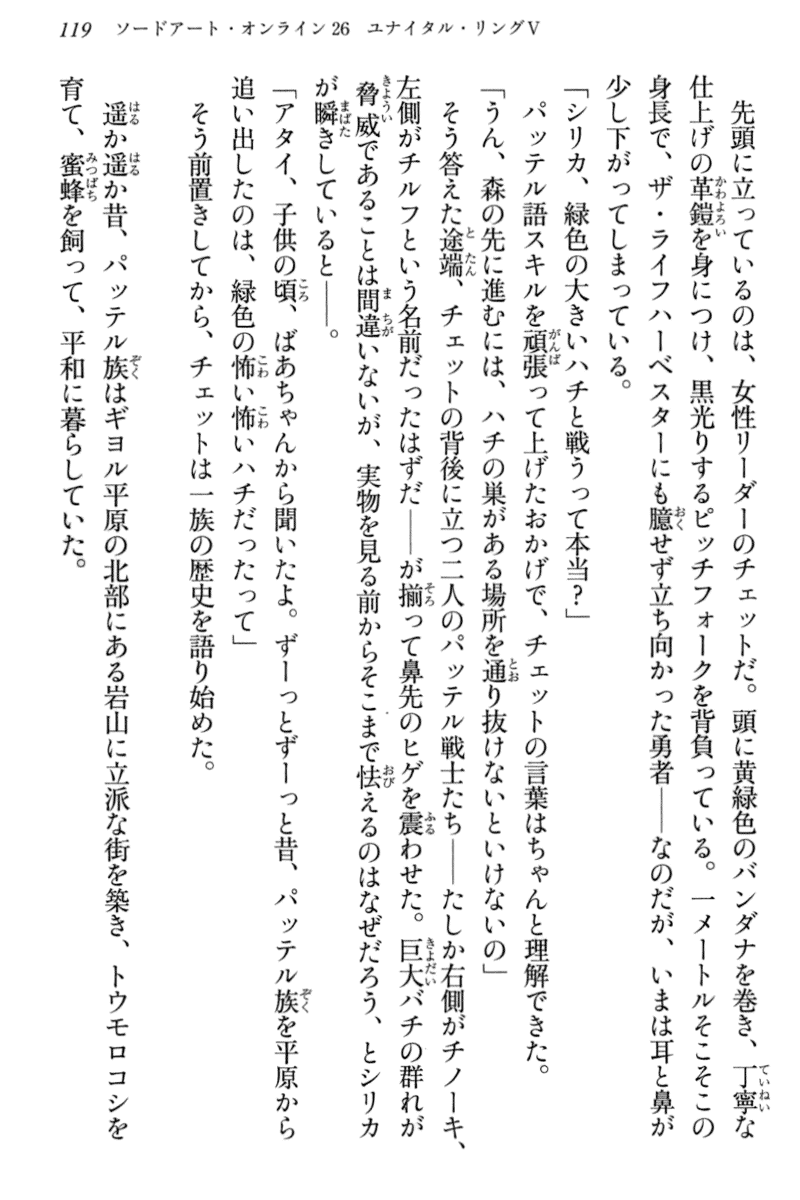 119　ソードアート・オンライン26　ユナイタル・リングⅤ
　先頭に立っているのは、女性リーダーのチェットだ。頭に黄緑色のバンダナを巻き、丁寧な
仕上げの革鎧を身につけ、黒光りするピッチフォークを背負っている。一メートルそこそこの
身長で、ザ・ライフハーベスターにも臆せず立ち向かった勇者――なのだが、いまは耳と鼻が
少し下がってしまっている。
「シリカ、緑色の大きいハチと戦うって本当？」
　パッテル語スキルを頑張って上げたおかげで、チェットの言葉はちゃんと理解できた。
「うん、森の先に進むには、ハチの巣がある場所を通り抜けないといけないの」
　そう答えた途端、チェットの背後に立つ二人のパッテル戦士たち――たしか右側がチノーキ、
左側がチルフという名前だったはずだ――が揃って鼻先のヒゲを震わせた。巨大バチの群れが
脅威であることは間違いないが、実物を見る前からそこまで怯えるのはなぜだろう、とシリカ
が瞬きしていると――。
「アタイ、子供の頃、ばあちゃんから聞いたよ。ずーっとずーっと昔、パッテル族を平原から
追い出したのは、緑色の怖い怖いハチだったって」
　そう前置きしてから、チェットは一族の歴史を語り始めた。
　遥か遥か昔、パッテル族はギヨル平原の北部にある岩山に立派な街を築き、トウモロコシを
育て、蜜蜂を飼って、平和に暮らしていた。